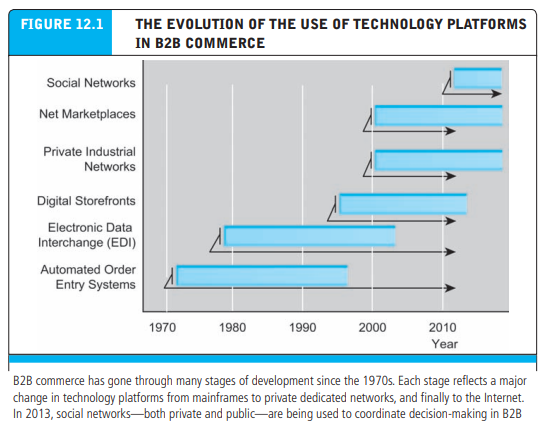 FIGURE 12.1
THE EVOLUTION OF THE USE OF TECHNOLOGY PLATFORMS
IN B2B COMMERCE
Social Networks
Net Marketplaces
Private Industrial
Networks
Digital Storefronts
Electronic Data
Interchange (EDI)
Automated Order
Entry Systems
1970 1980 1990 2000 2010
Year
B2B commerce has gone through many stages of development since the 1970s. Each stage reflects a major
change in technology platforms from mainframes to private dedicated networks, and finally to the Internet.
In 2013, social networks—both private and public—are being used to coordinate decision-making in B2B